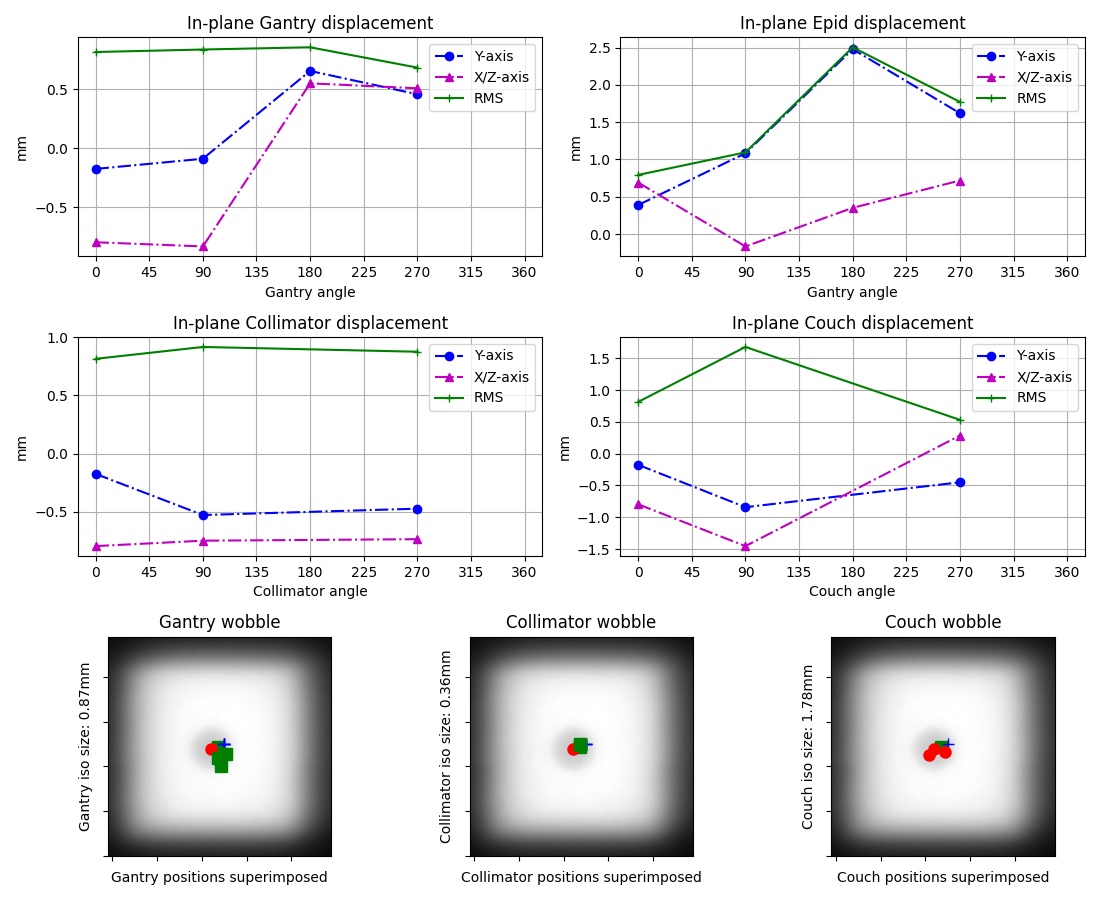 In-plane Gantry displacement
mm
0.5
0.0
−0.5
0 45 90 135 180 225 270 315 360
Gantry angle
Y-axis
X/Z-axis
RMS
In-plane Epid displacement
mm
2.5
2.0
1.5
1.0
0.5
0.0
0 45 90 135 180 225 270 315 360
Gantry angle
Y-axis
X/Z-axis
RMS
In-plane Collimator displacement
mm
1.0
0.5
0.0
−0.5
0 45 90 135 180 225 270 315 360
Collimator angle
Y-axis
X/Z-axis
RMS
In-plane Couch displacement
mm
1.5
1.0
0.5
0.0
−0.5
−1.0
−1.5
0 45 90 135 180 225 270 315 360
Couch angle
Y-axis
X/Z-axis
RMS
Gantry wobble
Gantry iso size: 0.87mm
Gantry positions superimposed
Collimator wobble
Collimator iso size: 0.36mm
Collimator positions superimposed
Couch wobble
Couch iso size: 1.78mm
Couch positions superimposed